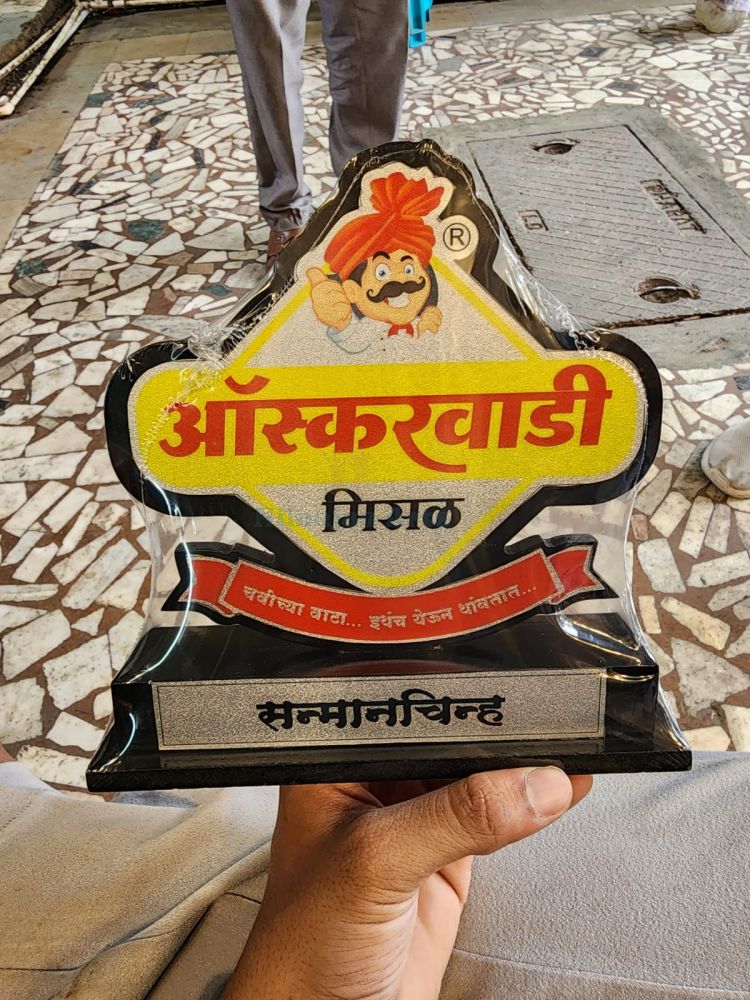 ®
ऑस्करवाडी
मिसळ
चवीच्या वाटा... इथंच येऊन थांबतात...
सन्मानचिन्ह